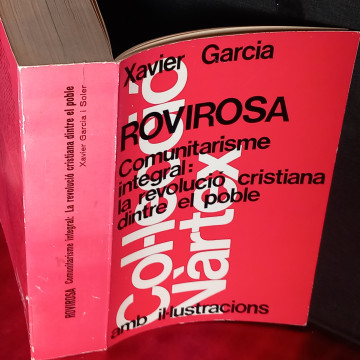 ROVIROSA Comunitarisme integral: La revolució cristiana dintre el poble
Xavier Garcia i Soler
Xavier Garcia
ROVIROSA
Comunitarisme
integral:
la revolució cristiana
dintre el poble
Col·lecció
Nàrtex
amb il·lustracions